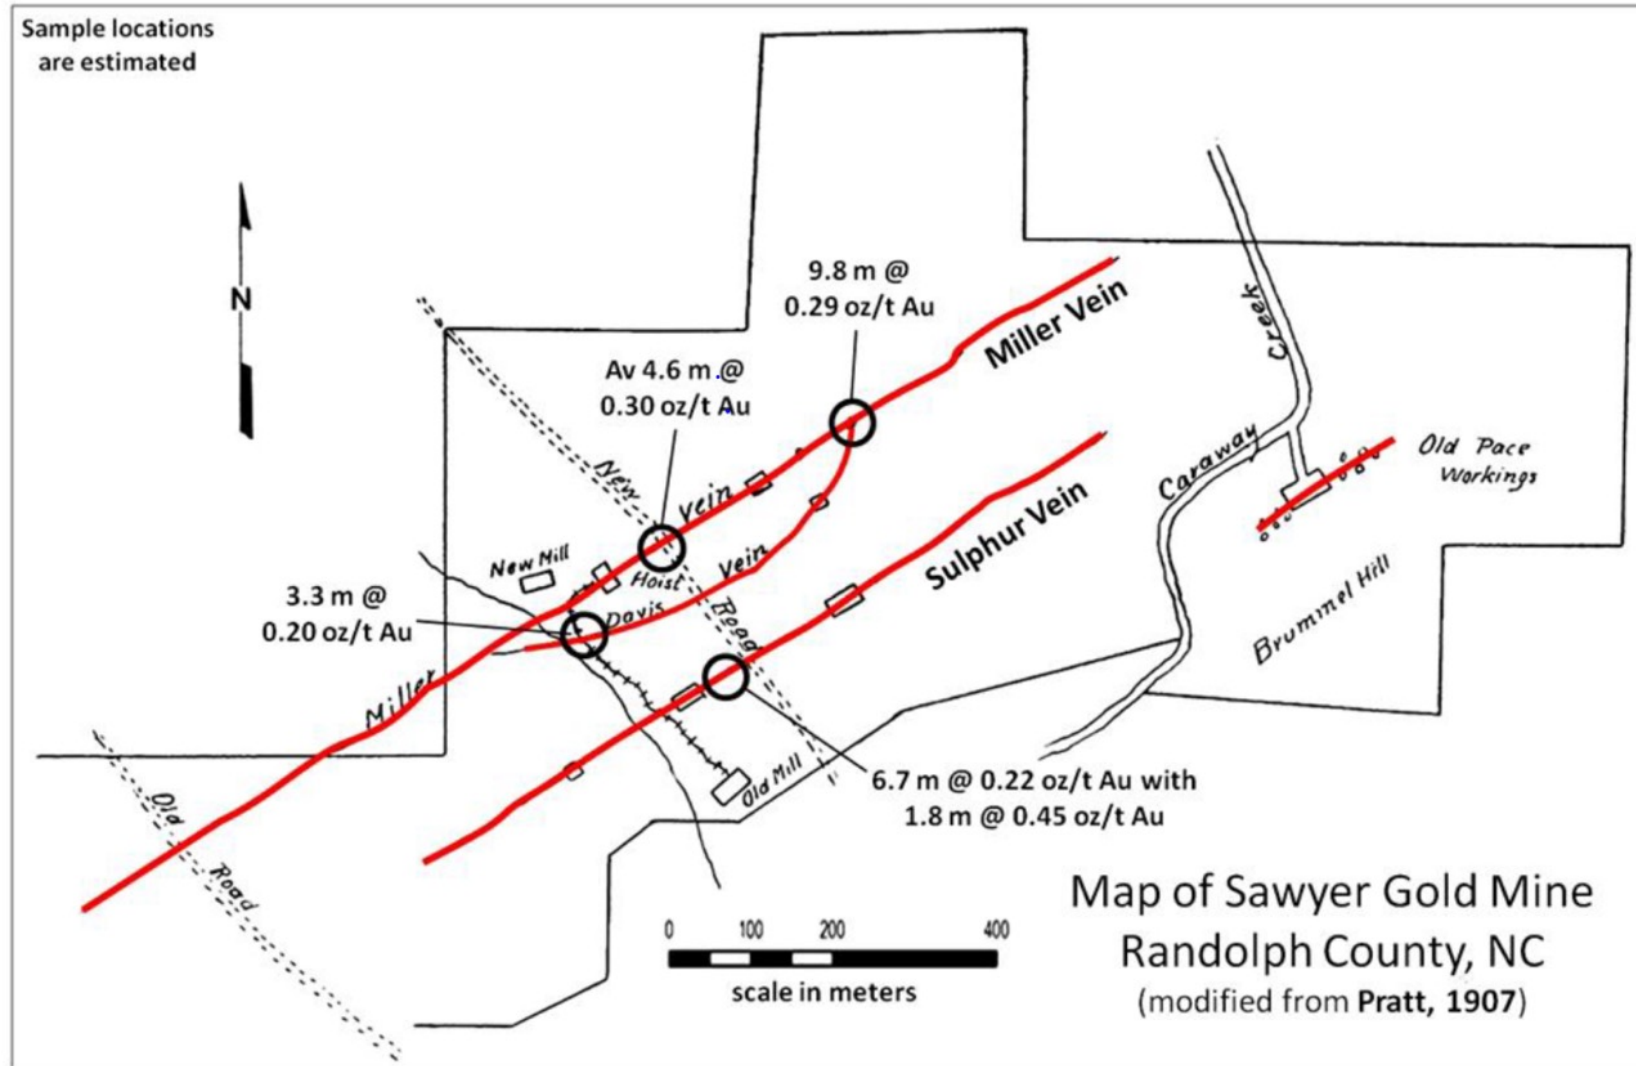 Sample locations
are estimated
N
9.8 m @
0.29 oz/t Au
Av 4.6 m .@
0.30 oz/t Au
Miller Vein
Creek
New
Vein
Caraway
Old Pace
Workings
Sulphur Vein
New Mill
Hoist
Vein
3.3 m @
0.20 oz/t Au
Davis
Road
Brummel Hill
Miller
Old Mill
6.7 m @ 0.22 oz/t Au with
1.8 m @ 0.45 oz/t Au
Old
Road
Map of Sawyer Gold Mine
Randolph County, NC
(modified from Pratt, 1907)
0 100 200 400
scale in meters